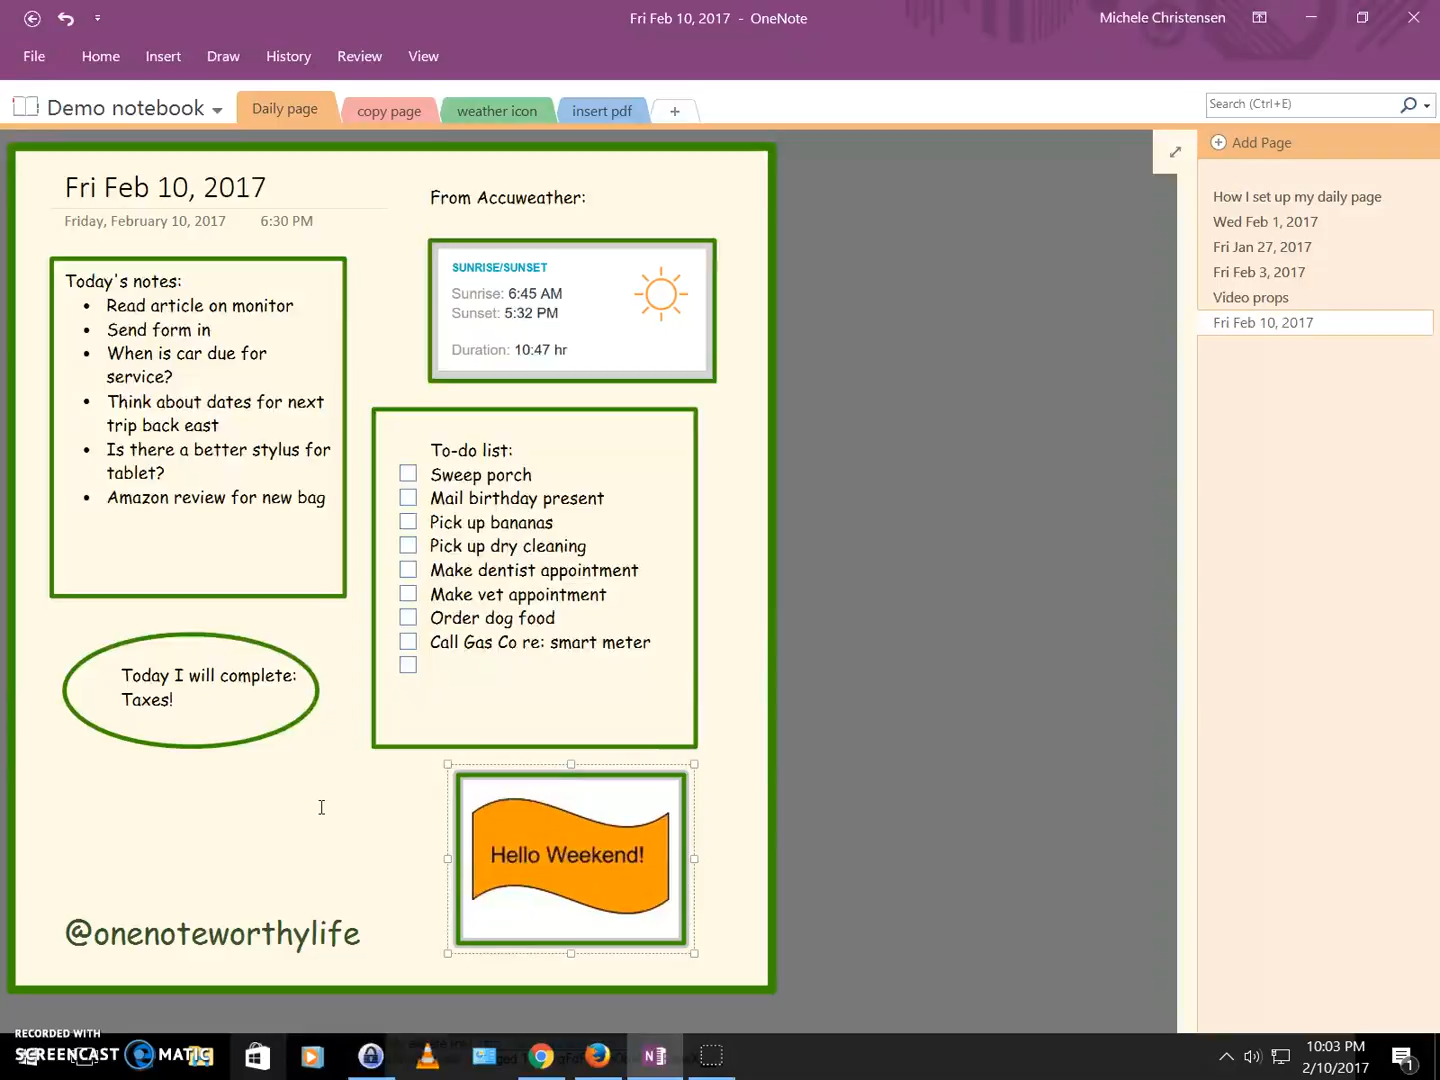 Fri Feb 10, 2017 - OneNote
Michele Christensen
File Home Insert Draw History Review View
Demo notebook
Daily page
copy page
weather icon
insert pdf
Search (Ctrl+E)
Add Page
How I set up my daily page
Wed Feb 1, 2017
Fri Jan 27, 2017
Fri Feb 3, 2017
Video props
Fri Feb 10, 2017
Fri Feb 10, 2017
Friday, February 10, 2017 6:30 PM
From Accuweather:
SUNRISE/SUNSET
Sunrise: 6:45 AM
Sunset: 5:32 PM
Duration: 10:47 hr
Today's notes:
• Read article on monitor
• Send form in
• When is car due for
service?
• Think about dates for next
trip back east
• Is there a better stylus for
tablet?
• Amazon review for new bag
To-do list:
Sweep porch
Mail birthday present
Pick up bananas
Pick up dry cleaning
Make dentist appointment
Make vet appointment
Order dog food
Call Gas Co re: smart meter
Today I will complete:
Taxes!
Hello Weekend!
@onenoteworthylife
RECORDED WITH
SCREENCAST MATIC
10:03 PM
2/10/2017
1